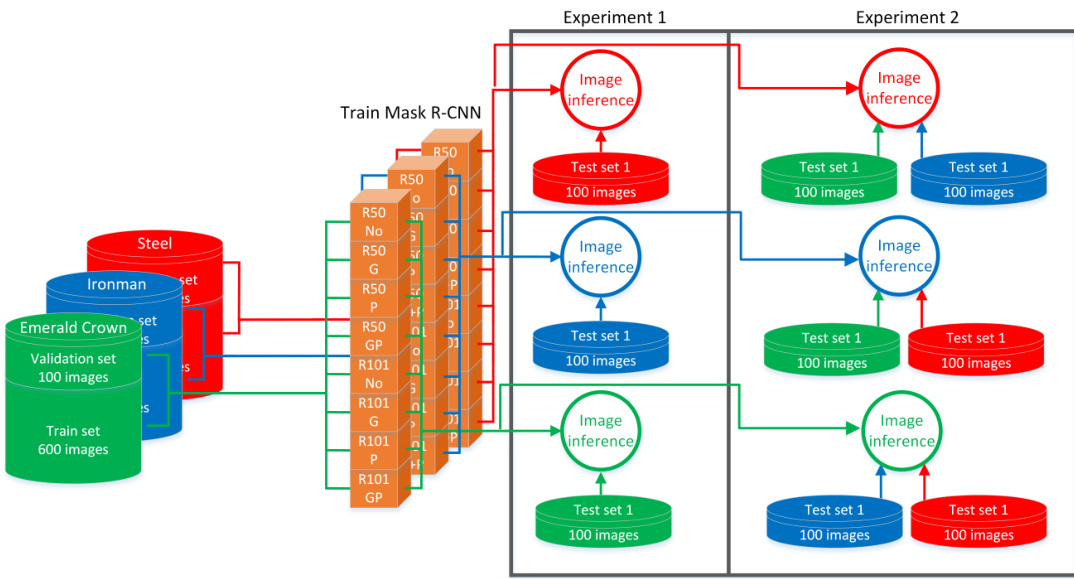 Experiment 1
Experiment 2
Train Mask R-CNN
Image
inference
Test set 1
100 images
Image
inference
Test set 1
100 images
Test set 1
100 images
Image
inference
Test set 1
100 images
Image
inference
Test set 1
100 images
Test set 1
100 images
Image
inference
Test set 1
100 images
Image
inference
Test set 1
100 images
Test set 1
100 images
Steel
Ironman
Emerald Crown
Validation set
100 images
Train set
600 images
R50
R50
R50
No
R50
G
R50
P
R50
GP
R101
No
R101
G
R101
P
R101
GP